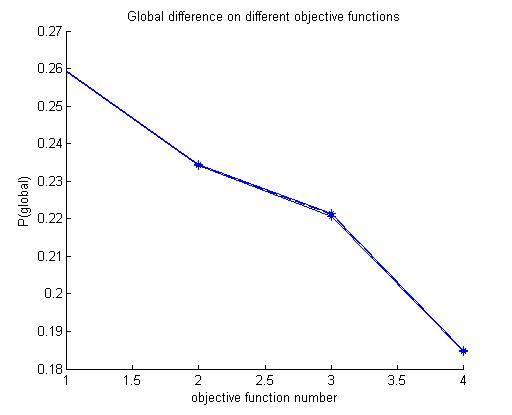 Global difference on different objective functions
0.27
0.26
0.25
0.24
0.23
0.22
0.21
0.2
0.19
0.18
P(global)
1 1.5 2 2.5 3 3.5 4
objective function number